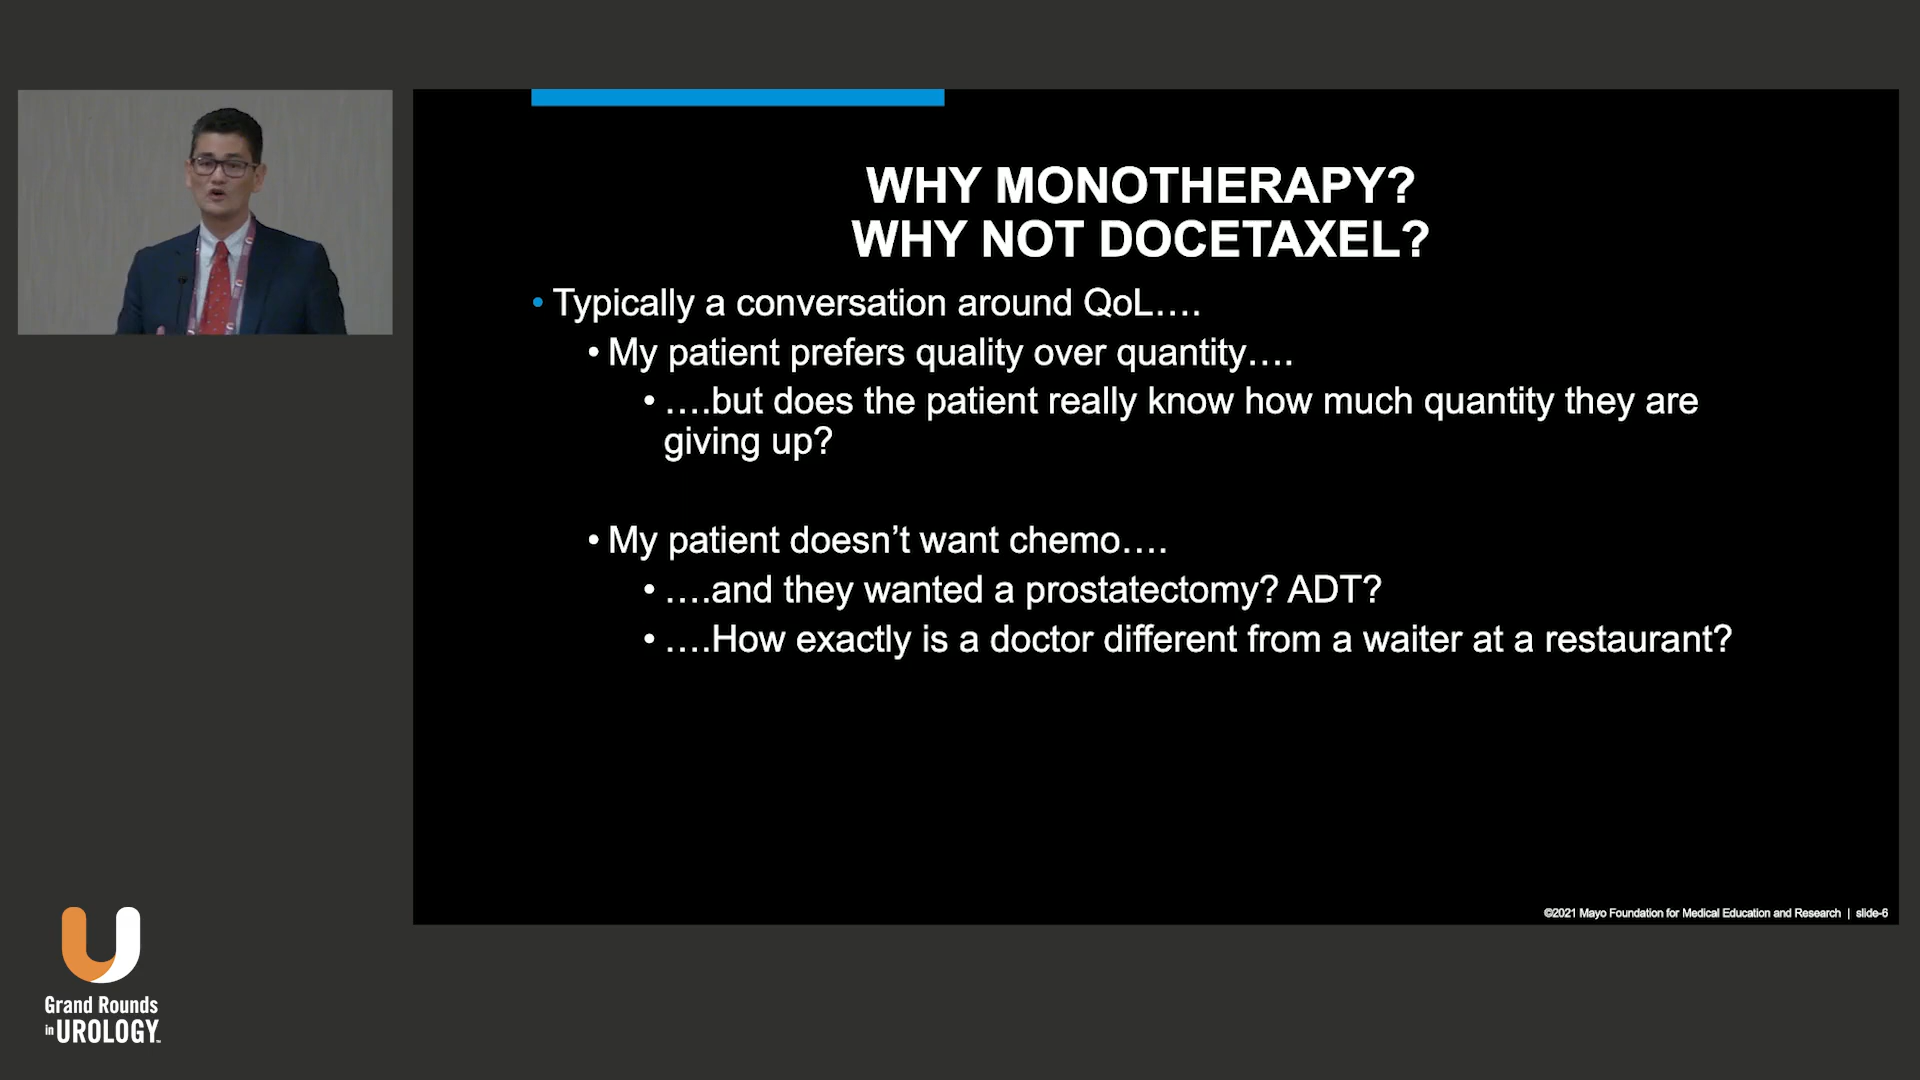 WHY MONOTHERAPY?
WHY NOT DOCETAXEL?
• Typically a conversation around QoL….
• My patient prefers quality over quantity….
• ….but does the patient really know how much quantity they are
giving up?
• My patient doesn’t want chemo….
• ….and they wanted a prostatectomy? ADT?
• ….How exactly is a doctor different from a waiter at a restaurant?
©2021 Mayo Foundation for Medical Education and Research | slide-6
Grand Rounds
in UROLOGY™